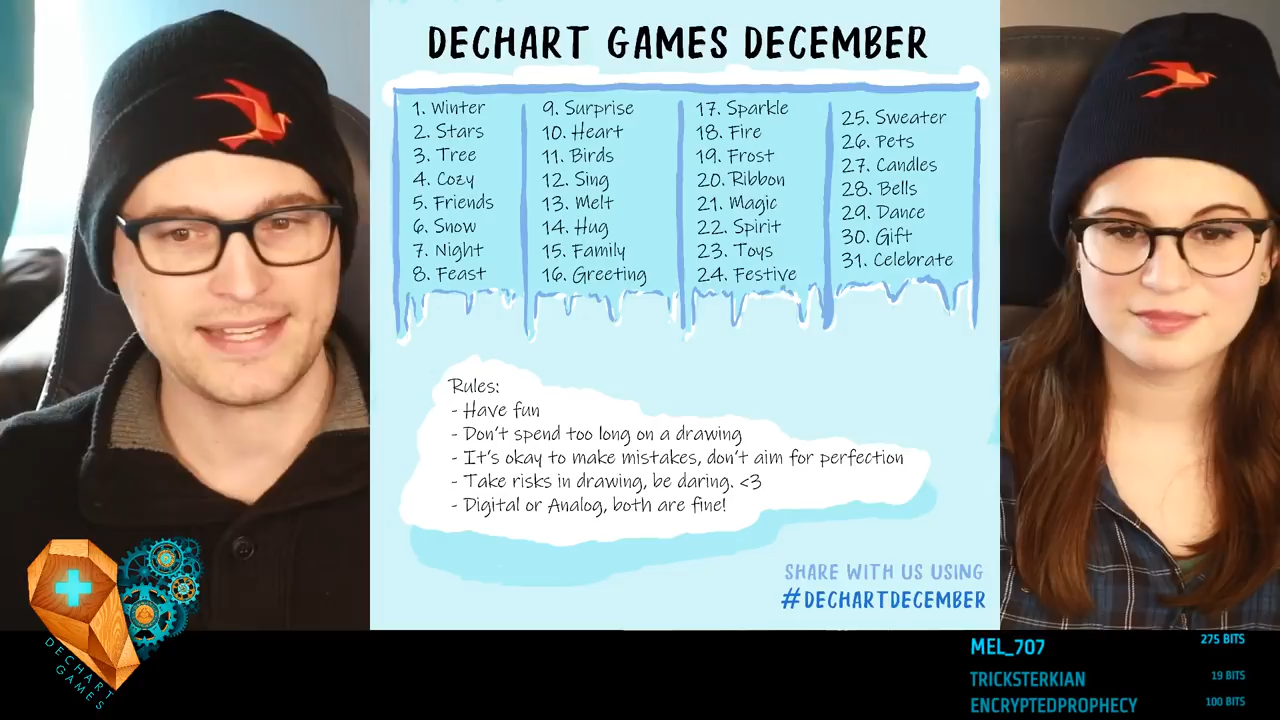 DECHART GAMES DECEMBER
1. Winter
2. Stars
3. Tree
4. Cozy
5. Friends
6. Snow
7. Night
8. Feast
9. Surprise
10. Heart
11. Birds
12. Sing
13. Melt
14. Hug
15. Family
16. Greeting
17. Sparkle
18. Fire
19. Frost
20. Ribbon
21. Magic
22. Spirit
23. Toys
24. Festive
25. Sweater
26. Pets
27. Candles
28. Bells
29. Dance
30. Gift
31. Celebrate
Rules:
- Have fun
- Don't spend too long on a drawing
- It's okay to make mistakes, don't aim for perfection
- Take risks in drawing, be daring. <3
- Digital or Analog, both are fine!
SHARE WITH US USING
#DECHARTDECEMBER
DECHART
GAMES
MEL_707 275 BITS
TRICKSTERKIAN 19 BITS
ENCRYPTEDPROPHECY 100 BITS